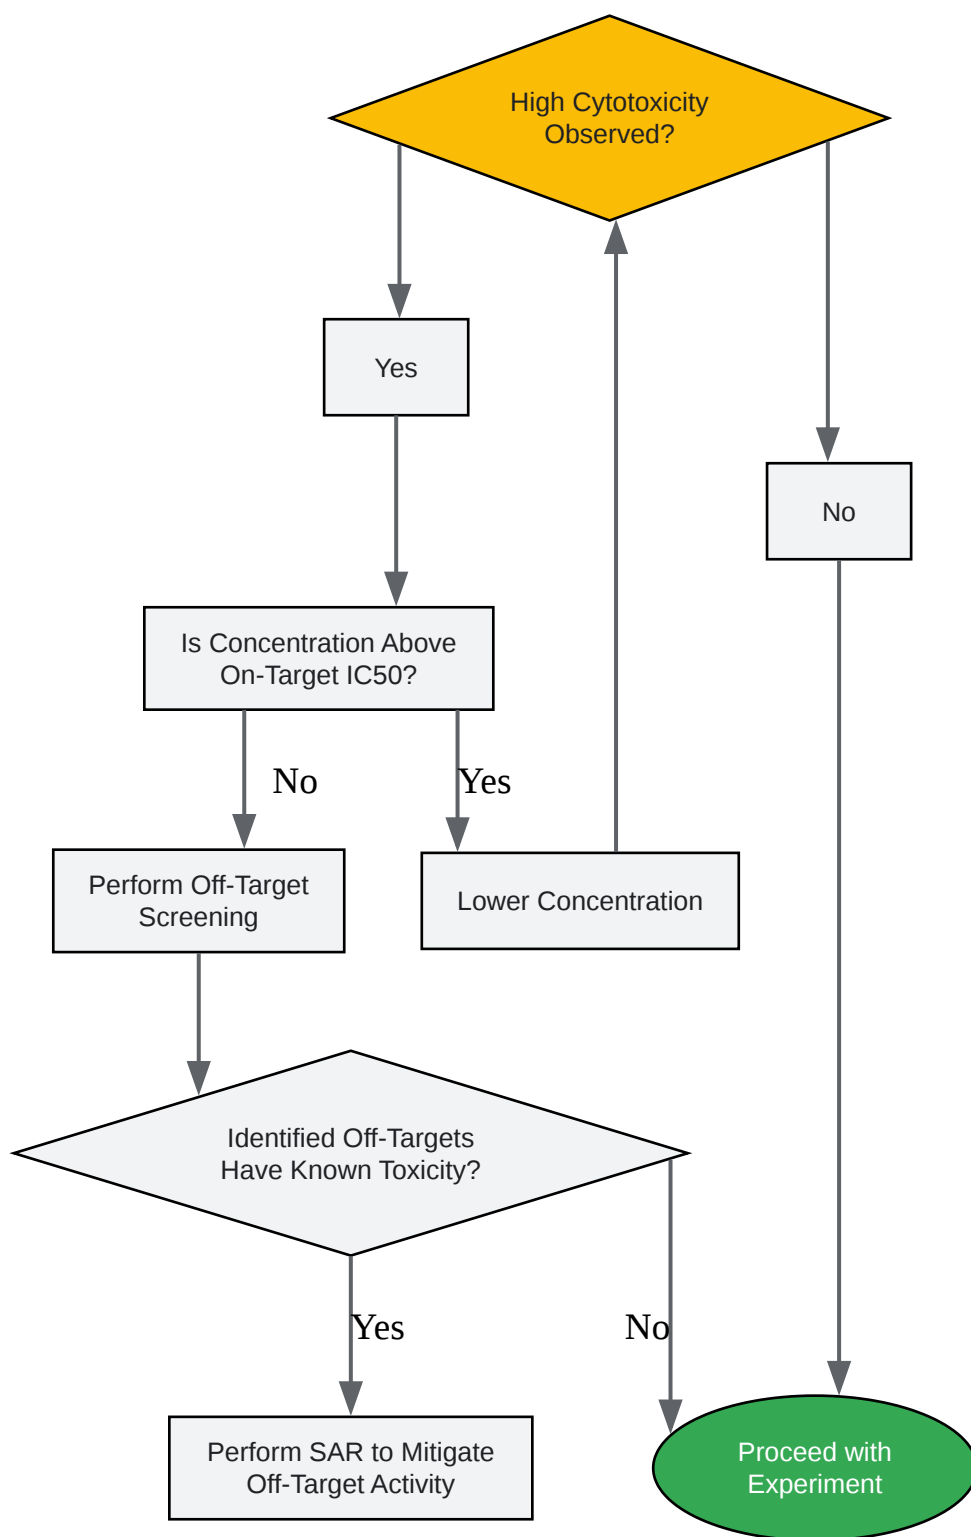 High Cytotoxicity
Observed?
Yes
No
Is Concentration Above
On-Target IC50?
No
Yes
Perform Off-Target
Screening
Lower Concentration
Identified Off-Targets
Have Known Toxicity?
Yes
No
Perform SAR to Mitigate
Off-Target Activity
Proceed with
Experiment